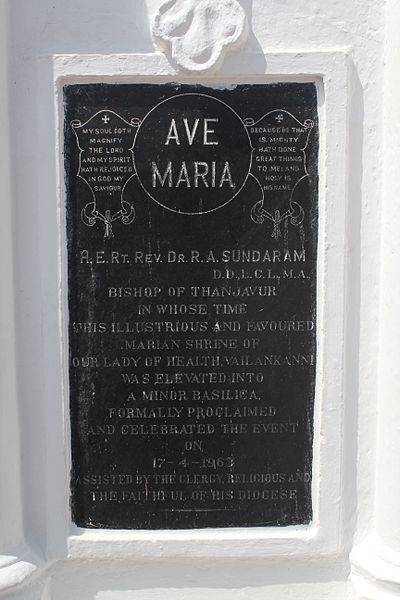 AVE
MARIA
MY SOUL DOTH
MAGNIFY
THE LORD
AND MY SPIRIT
HATH REJOICED
IN GOD MY
SAVIOUR
BECAUSE HE THAT
IS MIGHTY
HATH DONE
GREAT THINGS
TO ME: AND
HOLY IS
HIS NAME
H.E.RT. REV. DR. R.A. SUNDARAM
D.D., L.C.L., M.A.
BISHOP OF THANJAVUR
IN WHOSE TIME
THIS ILLUSTRIOUS AND FAVOURED
MARIAN SHRINE OF
OUR LADY OF HEALTH, VAILANKANNI
WAS ELEVATED INTO
A MINOR BASILICA,
FORMALLY PROCLAIMED
AND CELEBRATED THE EVENT
ON
17-4-1963
ASSISTED BY THE CLERGY, RELIGIOUS AND
THE FAITHFUL OF HIS DIOCESE